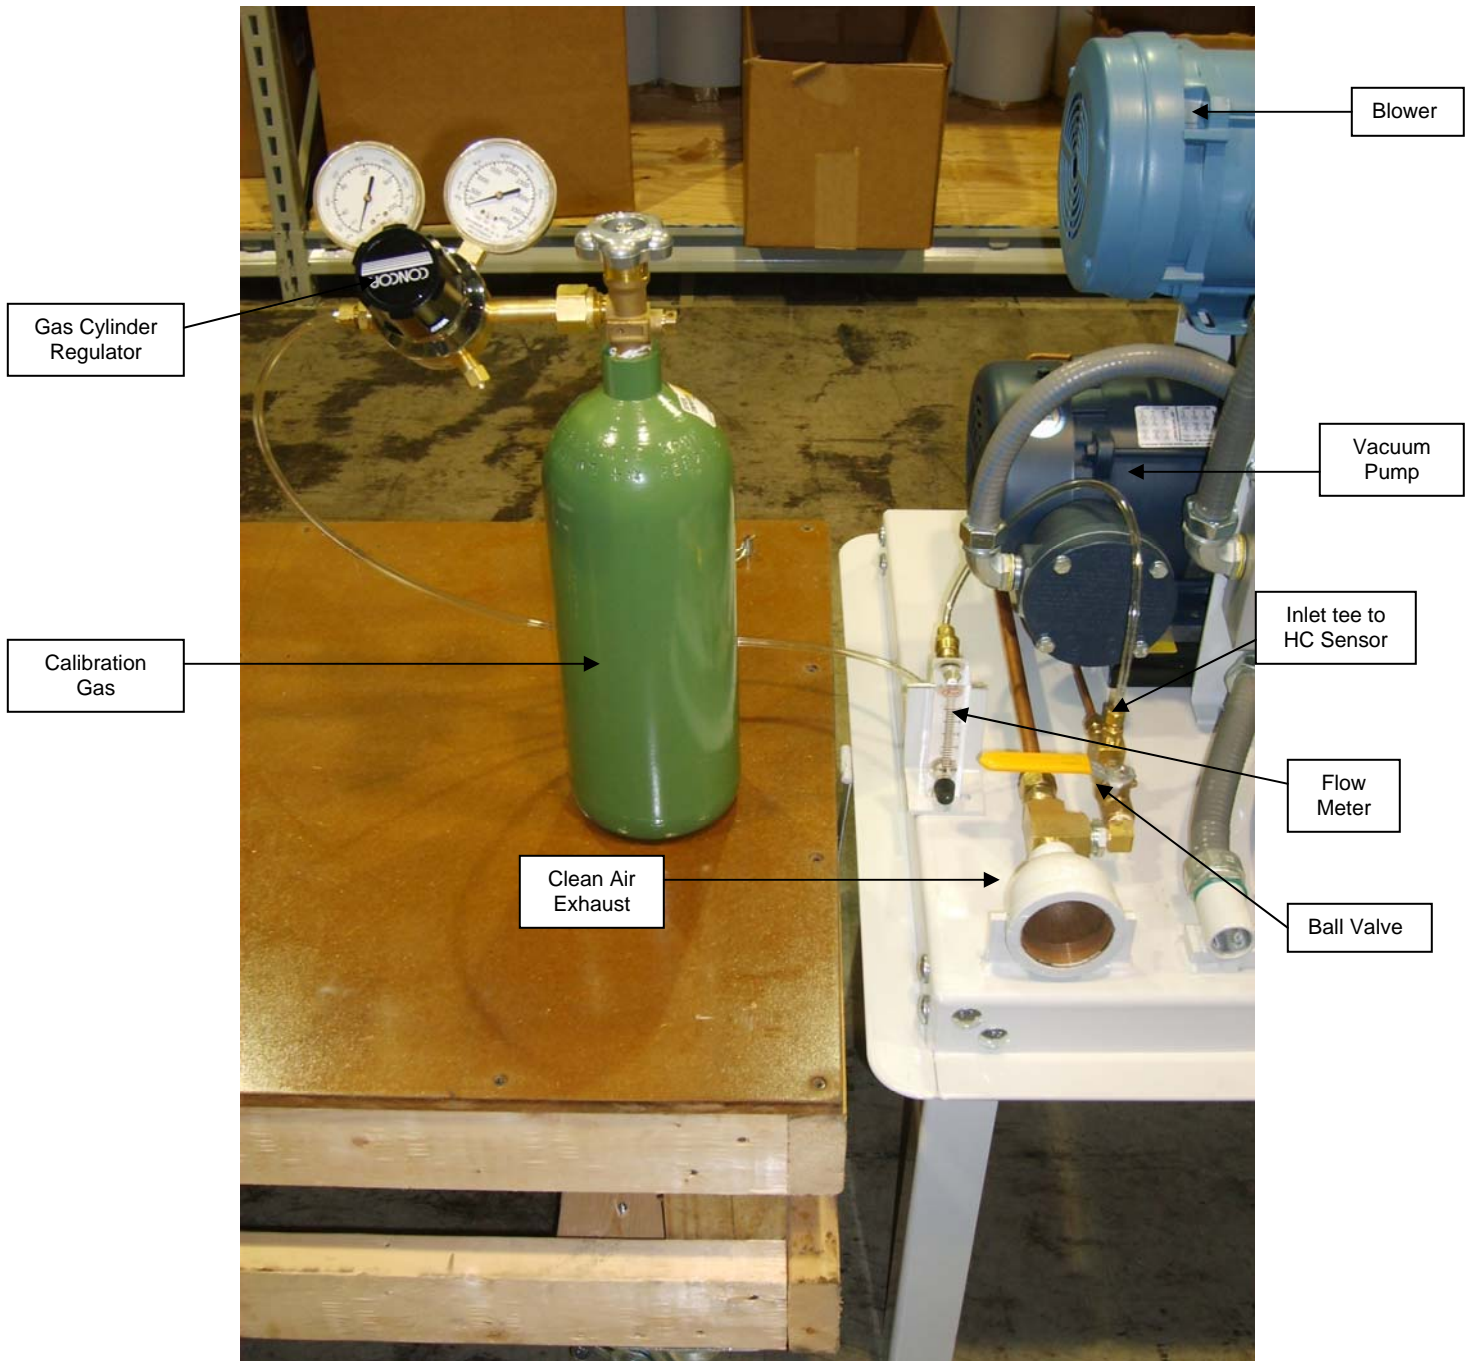 Blower
CONCOR
Gas Cylinder
Regulator
Vacuum
Pump
Inlet tee to
HC Sensor
Calibration
Gas
Flow
Meter
Clean Air
Exhaust
Ball Valve